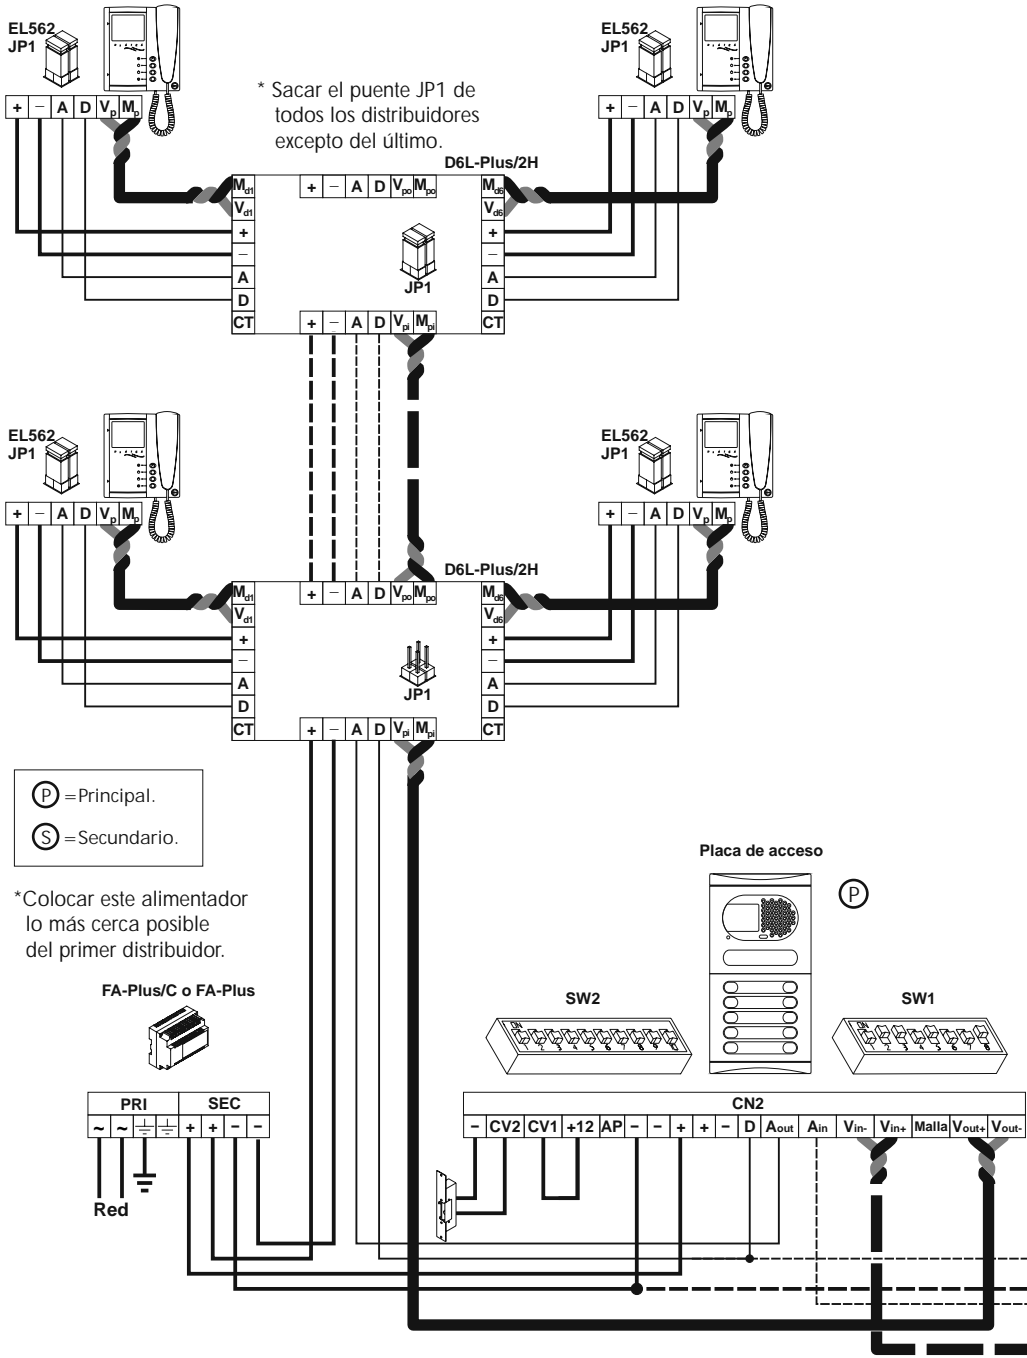 EL562
JP1
EL562
JP1
* Sacar el puente JP1 de
todos los distribuidores
excepto del último.
+ – A D Vp Mp
+ – A D Vp Mp
D6L-Plus/2H
Md1
Vd1
+
–
A
D
CT
+ – A D Vpo Mpo
Md6
Vd6
+
–
A
D
CT
JP1
+ – A D Vpi Mpi
EL562
JP1
EL562
JP1
+ – A D Vp Mp
+ – A D Vp Mp
D6L-Plus/2H
Md1
Vd1
+
–
A
D
CT
+ – A D Vpo Mpo
Md6
Vd6
+
–
A
D
CT
JP1
+ – A D Vpi Mpi
P =Principal.
S =Secundario.
*Colocar este alimentador
lo más cerca posible
del primer distribuidor.
Placa de acceso
P
FA-Plus/C o FA-Plus
SW2
SW1
ON
ON
PRI SEC
~ ~ + + – –
Red
CN2
– CV2 CV1 +12 AP – – + + – D Aout Ain Vin- Vin+ Malla Vout+ Vout-